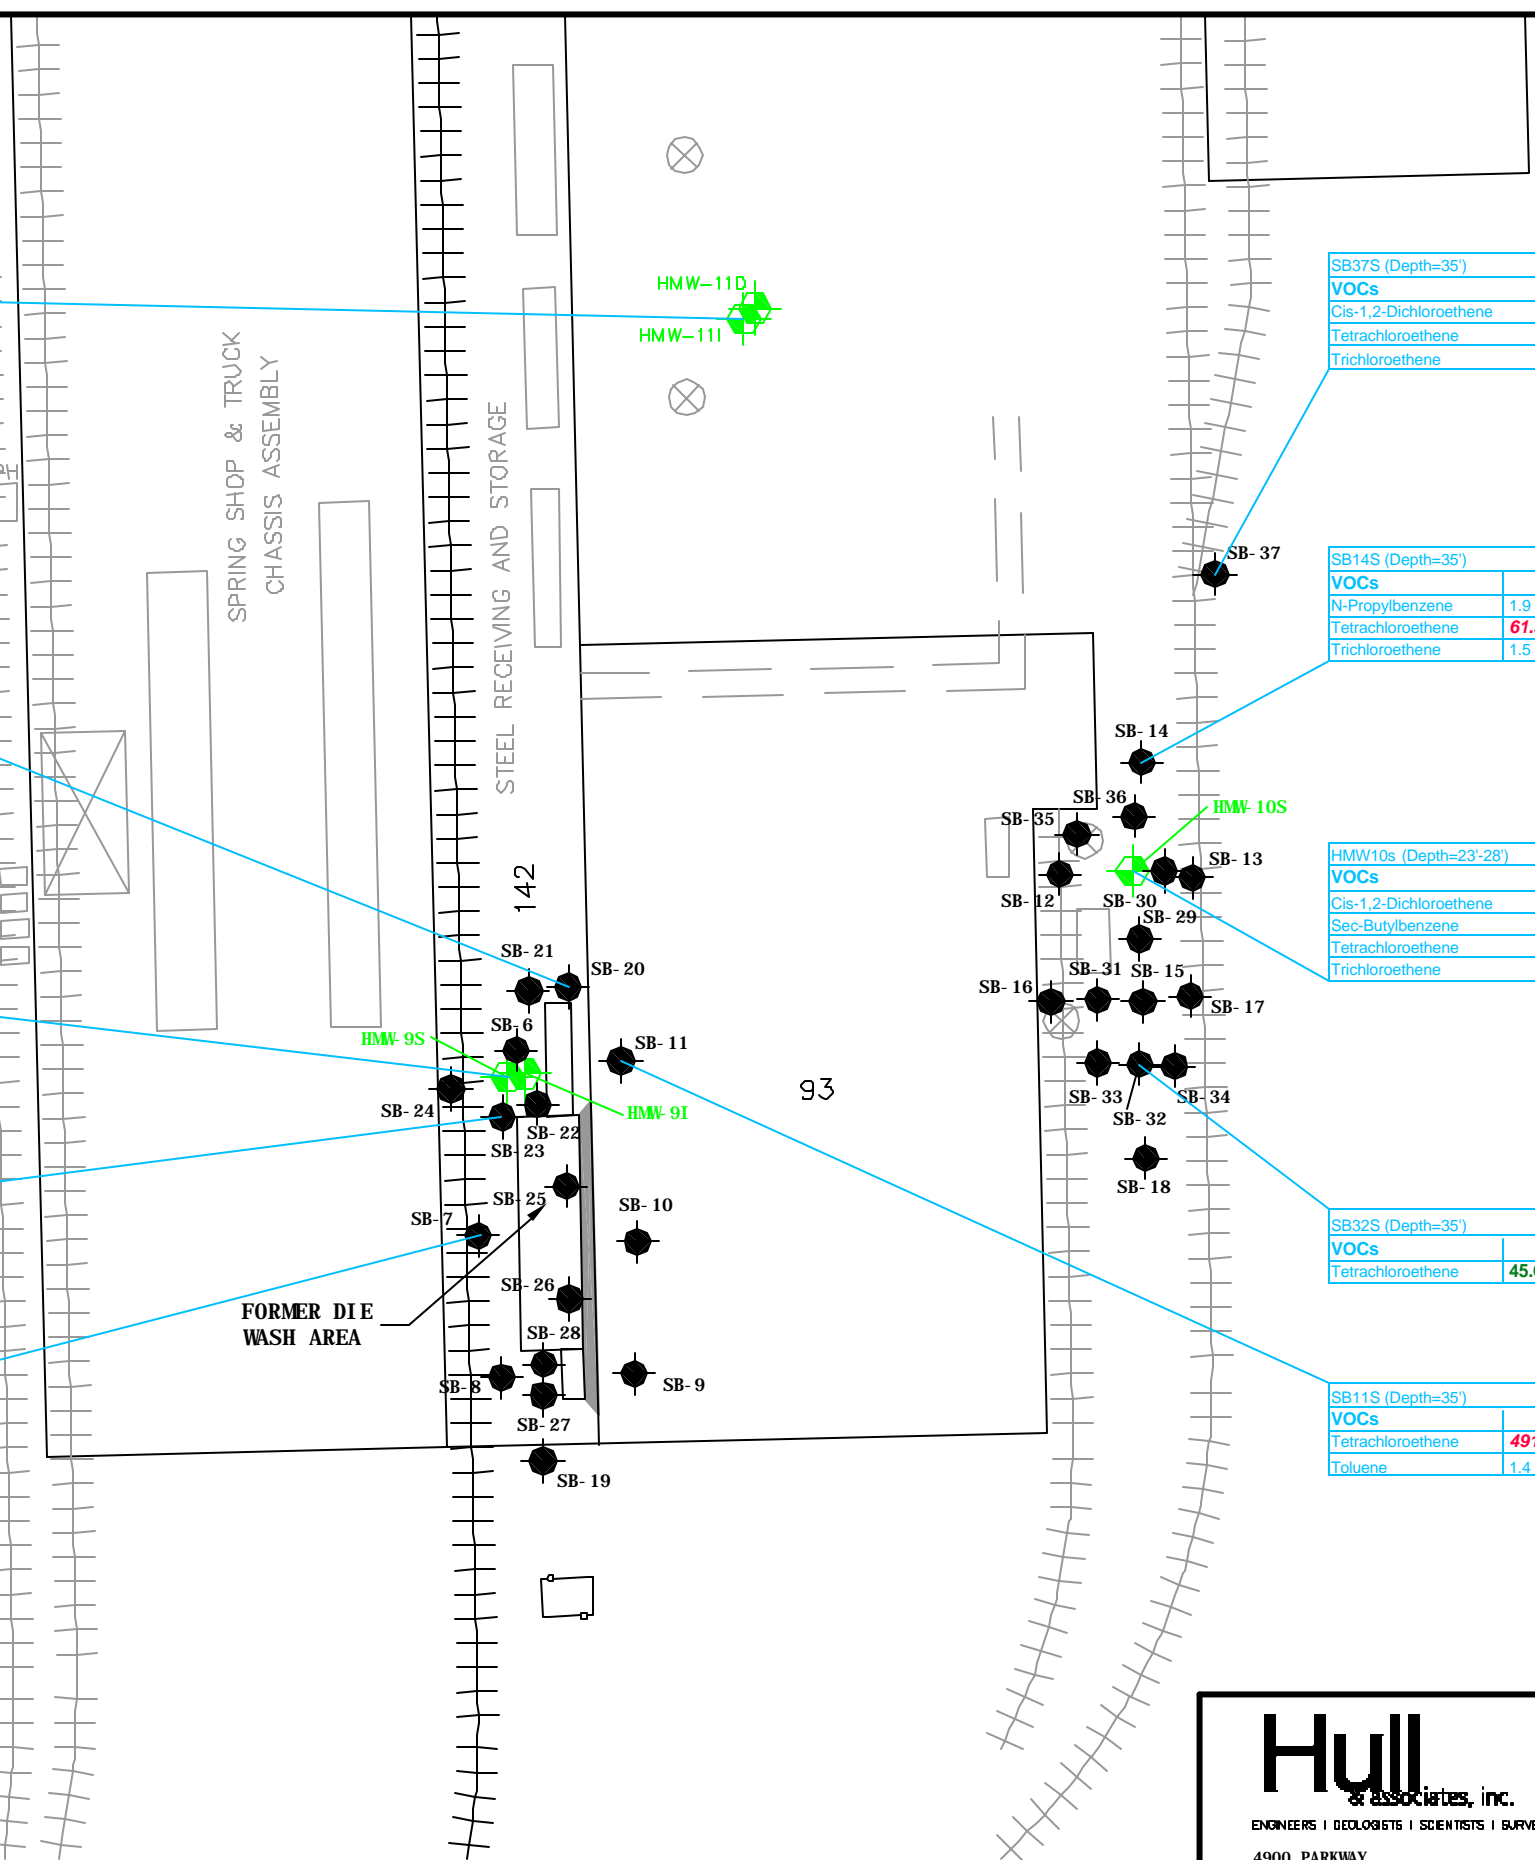 HMW-11D
HMW-11I
SPRING SHOP & TRUCK
CHASSIS ASSEMBLY
STEEL RECEIVING AND STORAGE
142
93
SB37S (Depth=35')
VOCs
Cis-1,2-Dichloroethene
Tetrachloroethene
Trichloroethene
SB-37
SB14S (Depth=35')
VOCs
N-Propylbenzene 1.9
Tetrachloroethene 61.
Trichloroethene 1.5
SB-14
SB-36
SB-35
HMW-10S
SB-13
SB-12
SB-30
SB-29
HMW10s (Depth=23'-28')
VOCs
Cis-1,2-Dichloroethene
Sec-Butylbenzene
Tetrachloroethene
Trichloroethene
SB-31
SB-15
SB-16
SB-17
SB-33
SB-34
SB-32
SB-18
SB-21
SB-20
SB-6
HMW-9S
SB-11
SB-24
HMW-9I
SB-22
SB-23
SB-25
SB-10
SB-7
SB-26
FORMER DIE
WASH AREA
SB-28
SB-8
SB-9
SB-27
SB-19
SB32S (Depth=35')
VOCs
Tetrachloroethene 45.
SB11S (Depth=35')
VOCs
Tetrachloroethene 491
Toluene 1.4
Hull
& associates, inc.
ENGINEERS | GEOLOGISTS | SCIENTISTS | SURVE
4900 PARKWAY